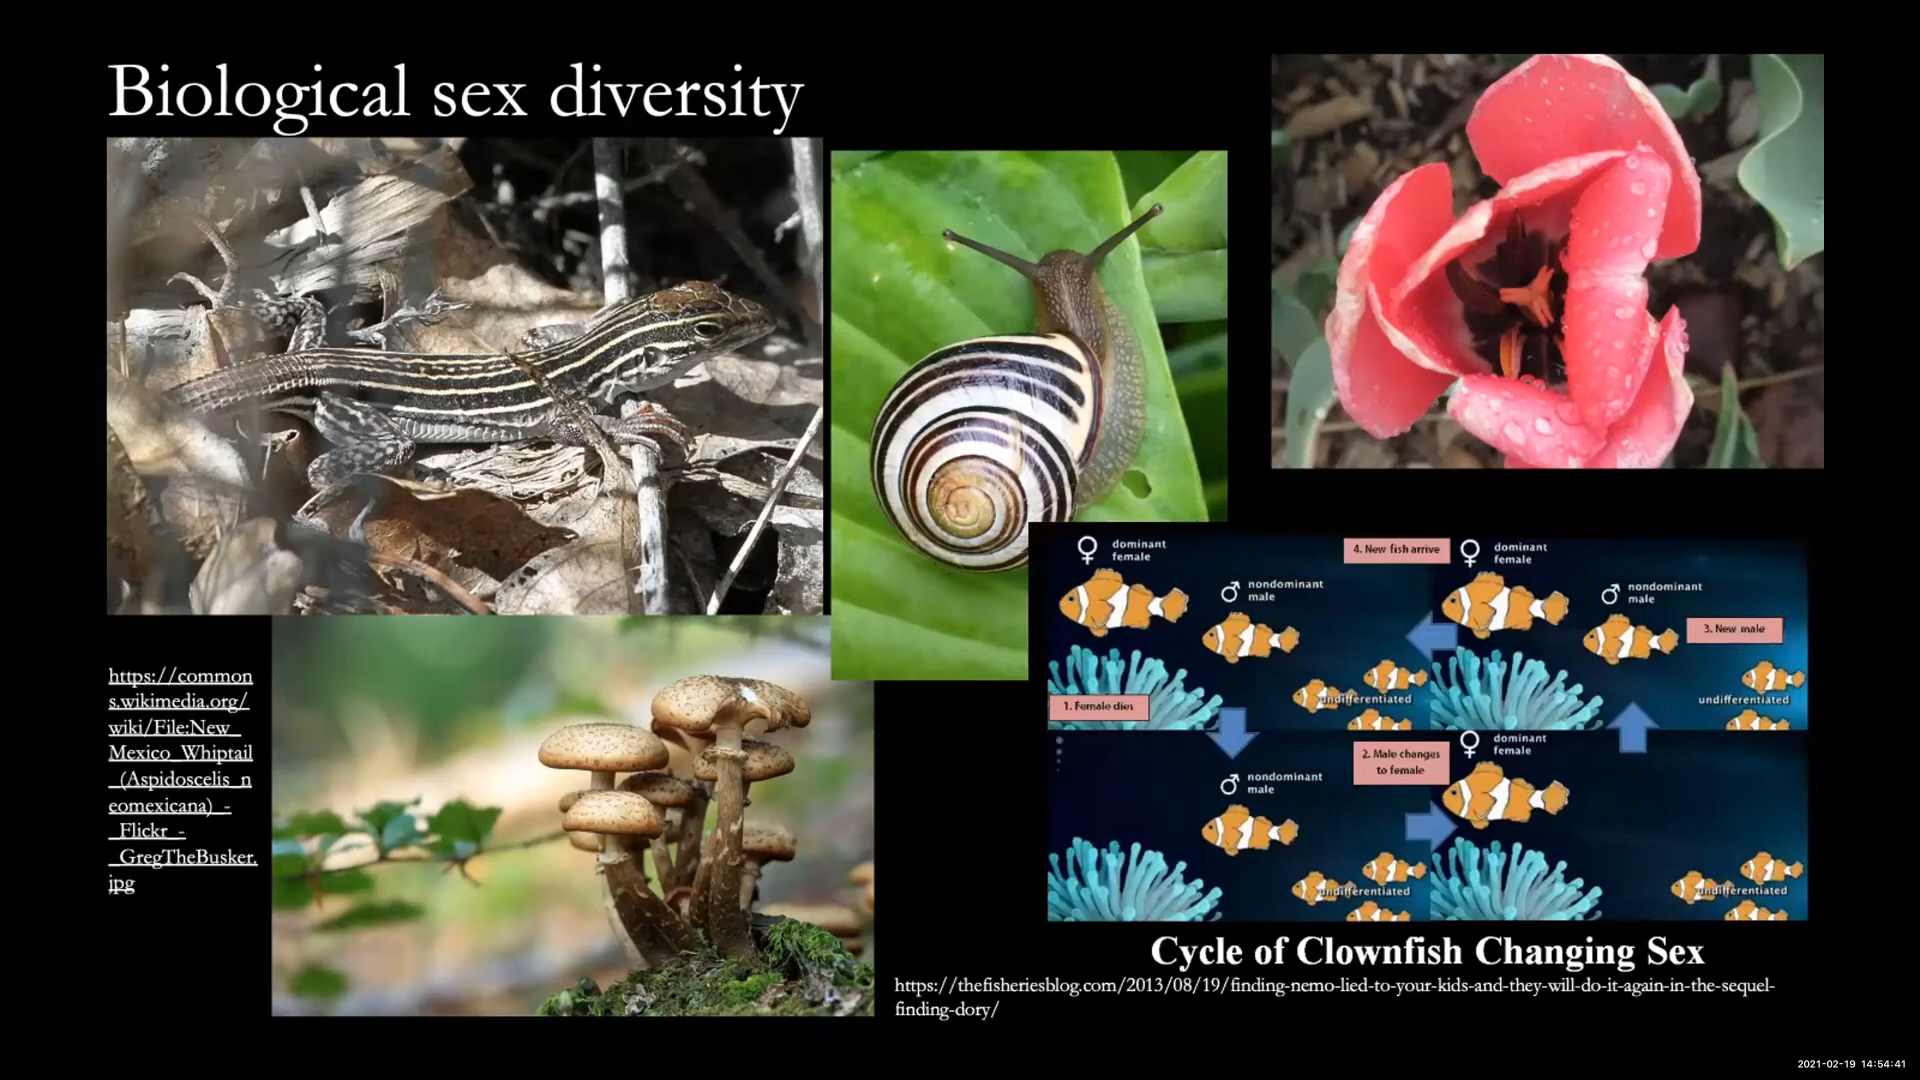 Biological sex diversity
https://common
s.wikimedia.org/
wiki/File:New_
Mexico_Whiptail
_(Aspidoscelis_n
eomexicana)_-
_Flickr_-
_GregTheBusker.
jpg
dominant
female
nondominant
male
undifferentiated
1. Female dies
4. New fish arrive
dominant
female
nondominant
male
3. New male
undifferentiated
nondominant
male
undifferentiated
2. Male changes
to female
dominant
female
undifferentiated
Cycle of Clownfish Changing Sex
https://thefisheriesblog.com/2013/08/19/finding-nemo-lied-to-your-kids-and-they-will-do-it-again-in-the-sequel-
finding-dory/
2021-02-19 14:54:41